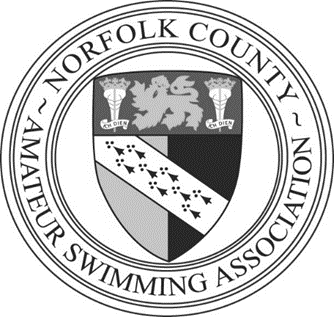 ~ NORFOLK COUNTY ~
AMATEUR SWIMMING ASSOCIATION
ICH DIEN
ICH DIEN